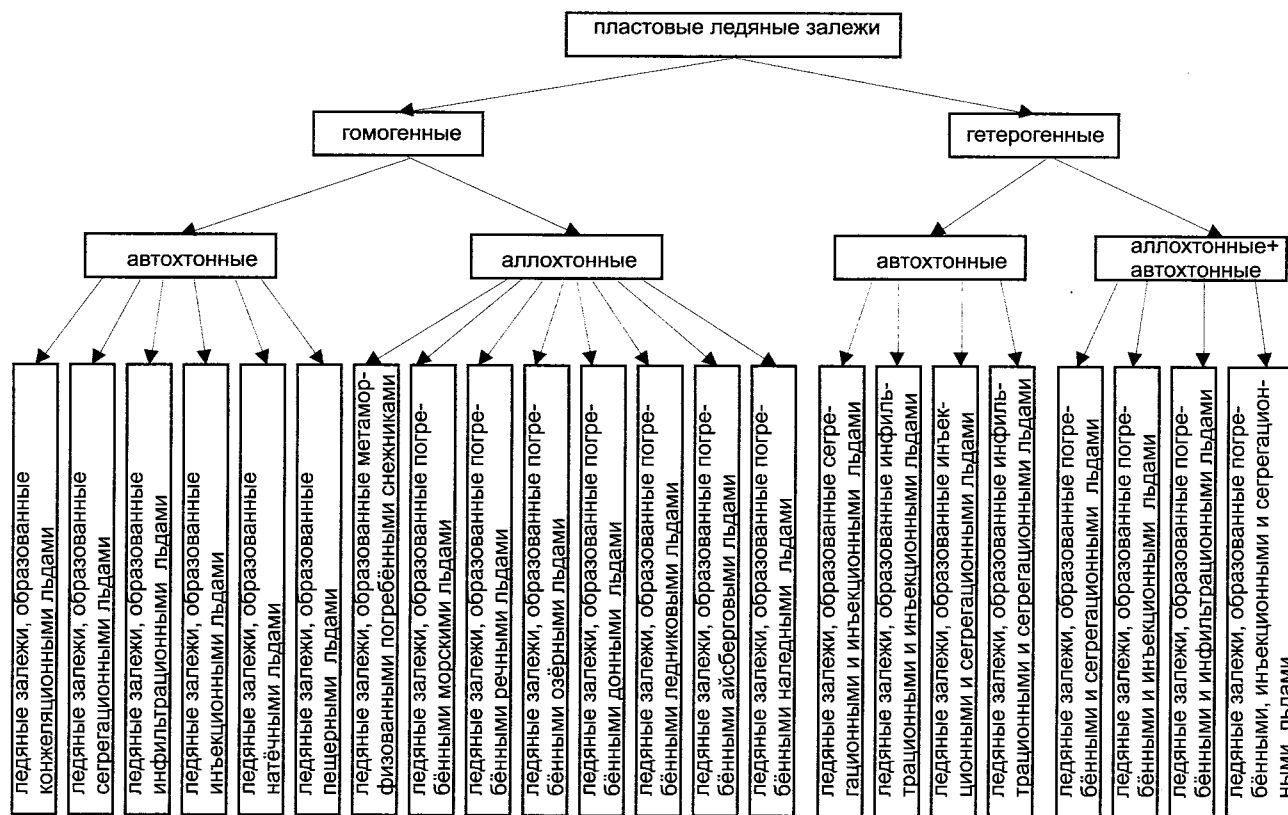 пластовые ледяные залежи
гомогенные
гетерогенные
автохтонные
аллохтонные
автохтонные
аллохтонные+
автохтонные
ледяные залежи, образованные
конжеляционными льдами
ледяные залежи, образованные
сегрегационными льдами
ледяные залежи, образованные
инфильтрационными льдами
ледяные залежи, образованные
инъекционными льдами
ледяные залежи, образованные
натёчными льдами
ледяные залежи, образованные
пещерными льдами
ледяные залежи, образованные метамор-
физованными погребёнными снежниками
ледяные залежи, образованные погре-
бёнными морскими льдами
ледяные залежи, образованные погре-
бёнными речными льдами
ледяные залежи, образованные погре-
бёнными озёрными льдами
ледяные залежи, образованные погре-
бёнными донными льдами
ледяные залежи, образованные погре-
бёнными ледниковыми льдами
ледяные залежи, образованные погре-
бёнными айсберговыми льдами
ледяные залежи, образованные погре-
бёнными наледными льдами
ледяные залежи, образованные сегре-
гационными и инъекционными льдами
ледяные залежи, образованные инфиль-
трационными и инъекционными льдами
ледяные залежи, образованные инъек-
ционными и сегрегационными льдами
ледяные залежи, образованные инфиль-
трационными и сегрегационными льдами
ледяные залежи, образованные погре-
бёнными и сегрегационными льдами
ледяные залежи, образованные погре-
бёнными и инъекционными льдами
ледяные залежи, образованные погре-
бёнными и инфильтрационными льдами
ледяные залежи, образованные погре-
бёнными, инъекционными и сегрегацион-
ными льдами